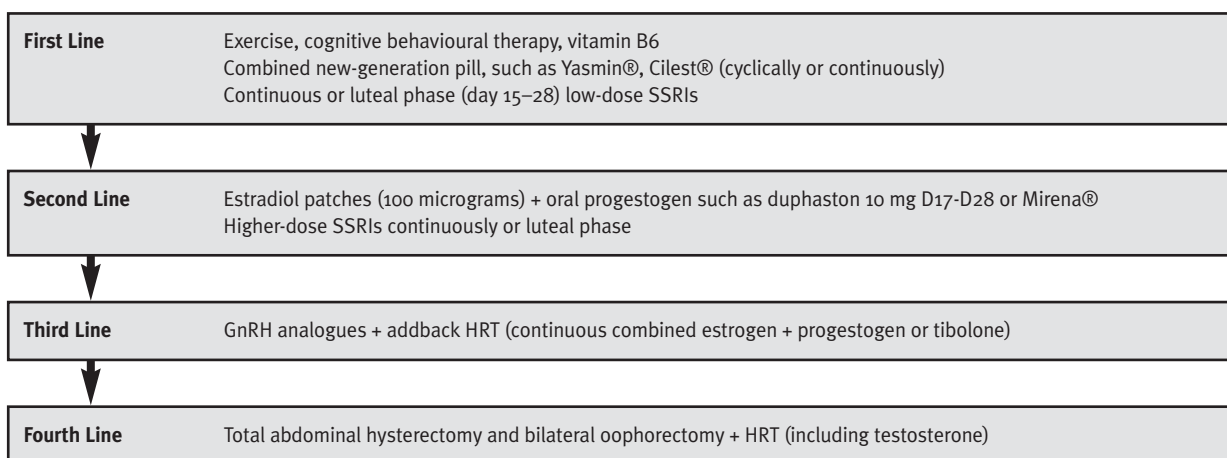 First Line Exercise, cognitive behavioural therapy, vitamin B6
Combined new-generation pill, such as Yasmin®, Cilest® (cyclically or continuously)
Continuous or luteal phase (day 15–28) low-dose SSRIs
Second Line Estradiol patches (100 micrograms) + oral progestogen such as duphaston 10 mg D17-D28 or Mirena®
Higher-dose SSRIs continuously or luteal phase
Third Line GnRH analogues + addback HRT (continuous combined estrogen + progestogen or tibolone)
Fourth Line Total abdominal hysterectomy and bilateral oophorectomy + HRT (including testosterone)